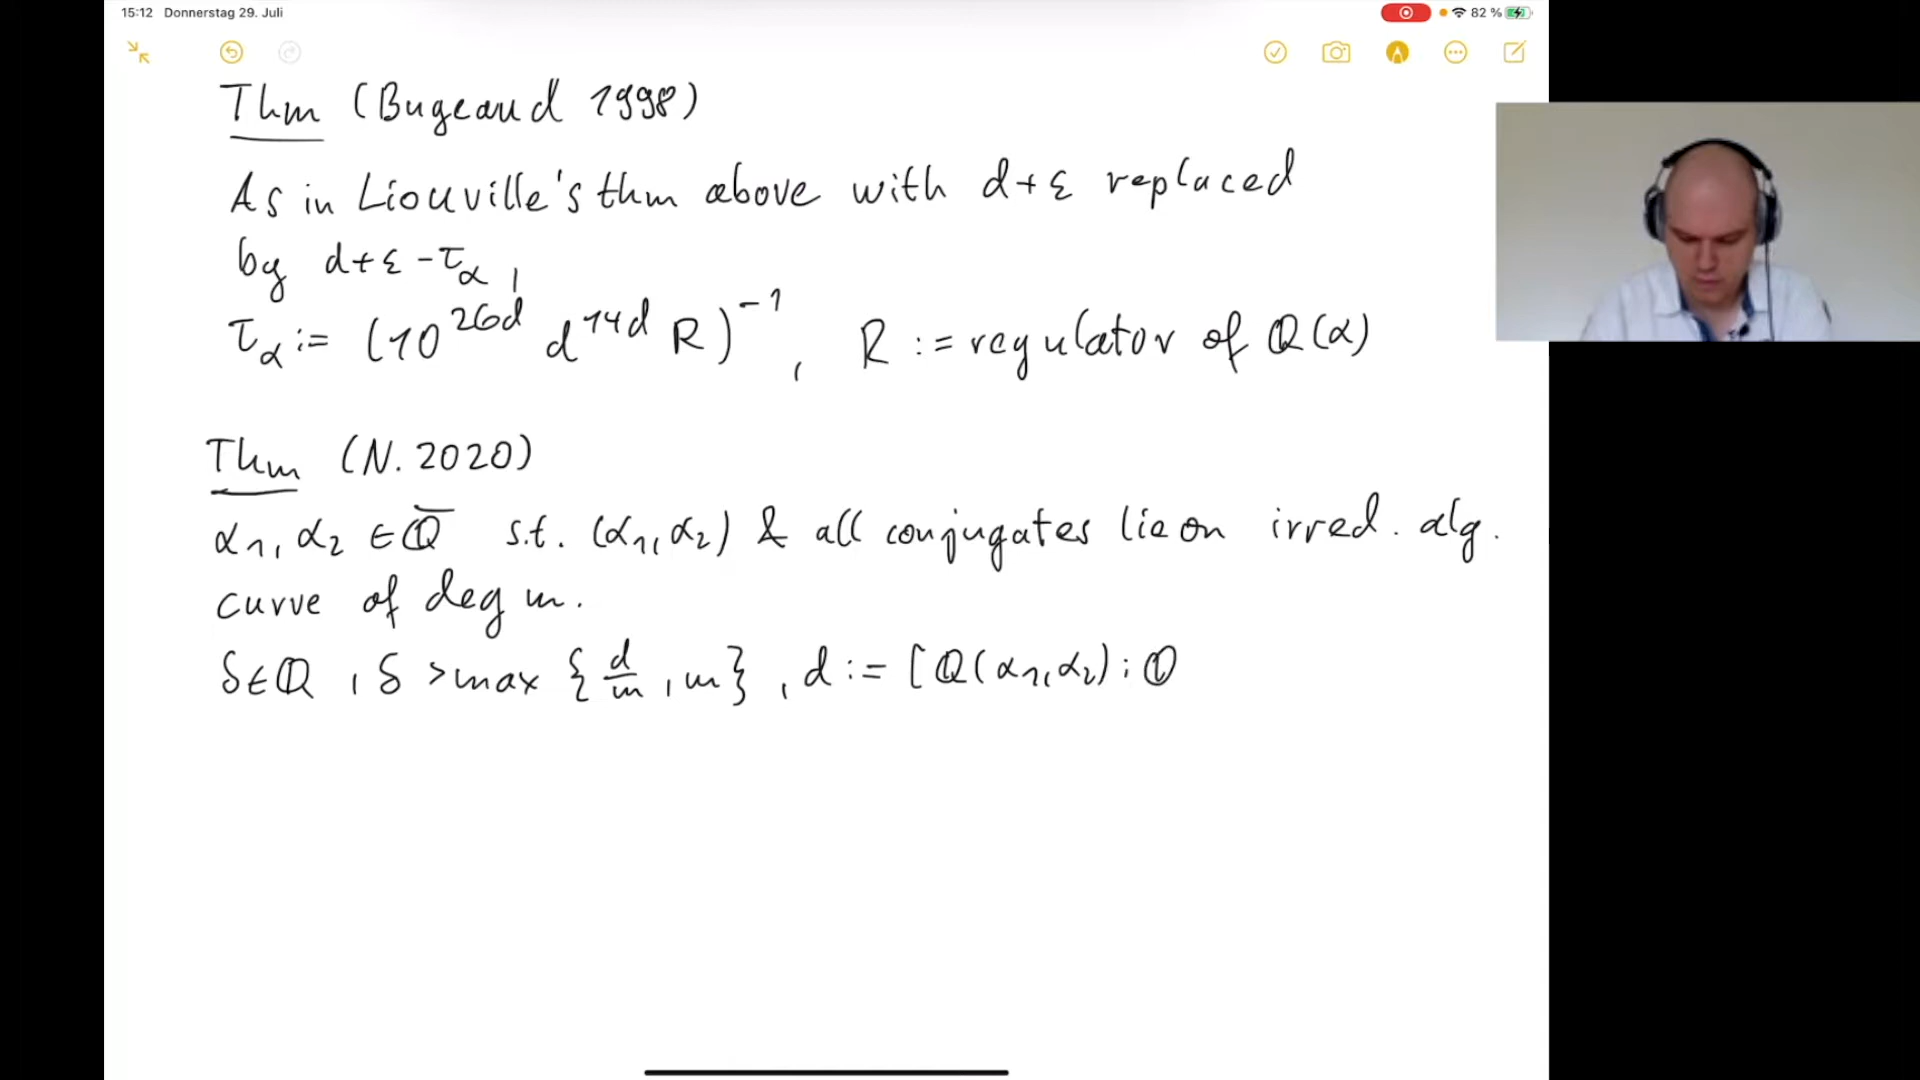 15:12 Donnerstag 29. Juli
82 %
Thm (Bugeaud 1998)
As in Liouville's thm above with d+ε replaced
by d+ε-τ_α,
τ_α := (10^{26d} d^{14d} R)^{-1}, R := regulator of ℚ(α)
Thm (N. 2020)
α_1, α_2 ∈ \overline{ℚ} s.t. (α_1, α_2) & all conjugates lie on irred. alg.
curve of deg m.
δ∈ℚ, δ > max {\frac{d}{m}, m}, d := [ℚ(α_1, α_2) : ℚ